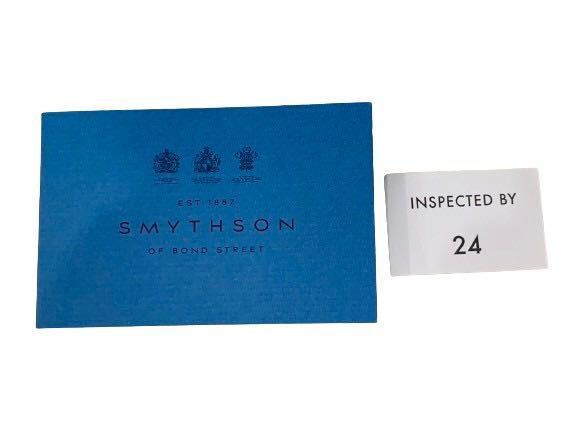 EST 1887
SMYTHSON
OF BOND STREET
INSPECTED BY
24